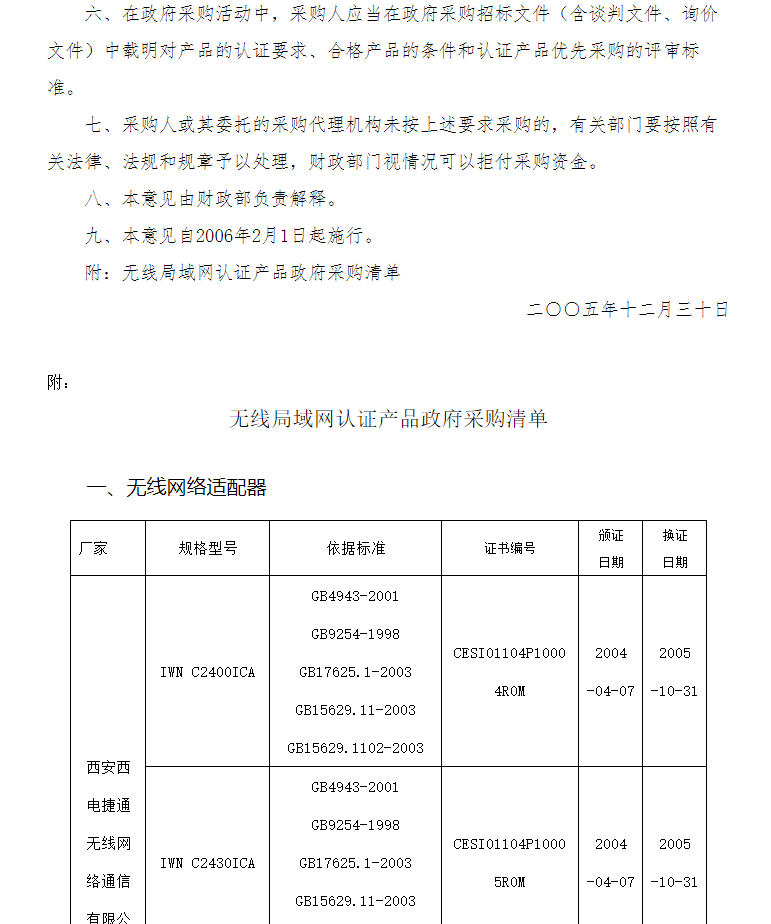 六、在政府采购活动中，采购人应当在政府采购招标文件（含谈判文件、询价
文件）中载明对产品的认证要求、合格产品的条件和认证产品优先采购的评审标
准。
七、采购人或其委托的采购代理机构未按上述要求采购的，有关部门要按照有
关法律、法规和规章予以处理，财政部门视情况可以拒付采购资金。
八、本意见由财政部负责解释。
九、本意见自2006年2月1日起施行。
附：无线局域网认证产品政府采购清单
二〇〇五年十二月三十日
附：
无线局域网认证产品政府采购清单
一、无线网络适配器
厂家
规格型号
依据标准
证书编号
颁证
日期
换证
日期
西安西
电捷通
无线网
络通信
有限公
IWN C2400ICA
GB4943-2001
GB9254-1998
GB17625.1-2003
GB15629.11-2003
GB15629.1102-2003
CESI01104P1000
4ROM
2004
-04-07
2005
-10-31
IWN C2430ICA
GB4943-2001
GB9254-1998
GB17625.1-2003
GB15629.11-2003
CESI01104P1000
5ROM
2004
-04-07
2005
-10-31